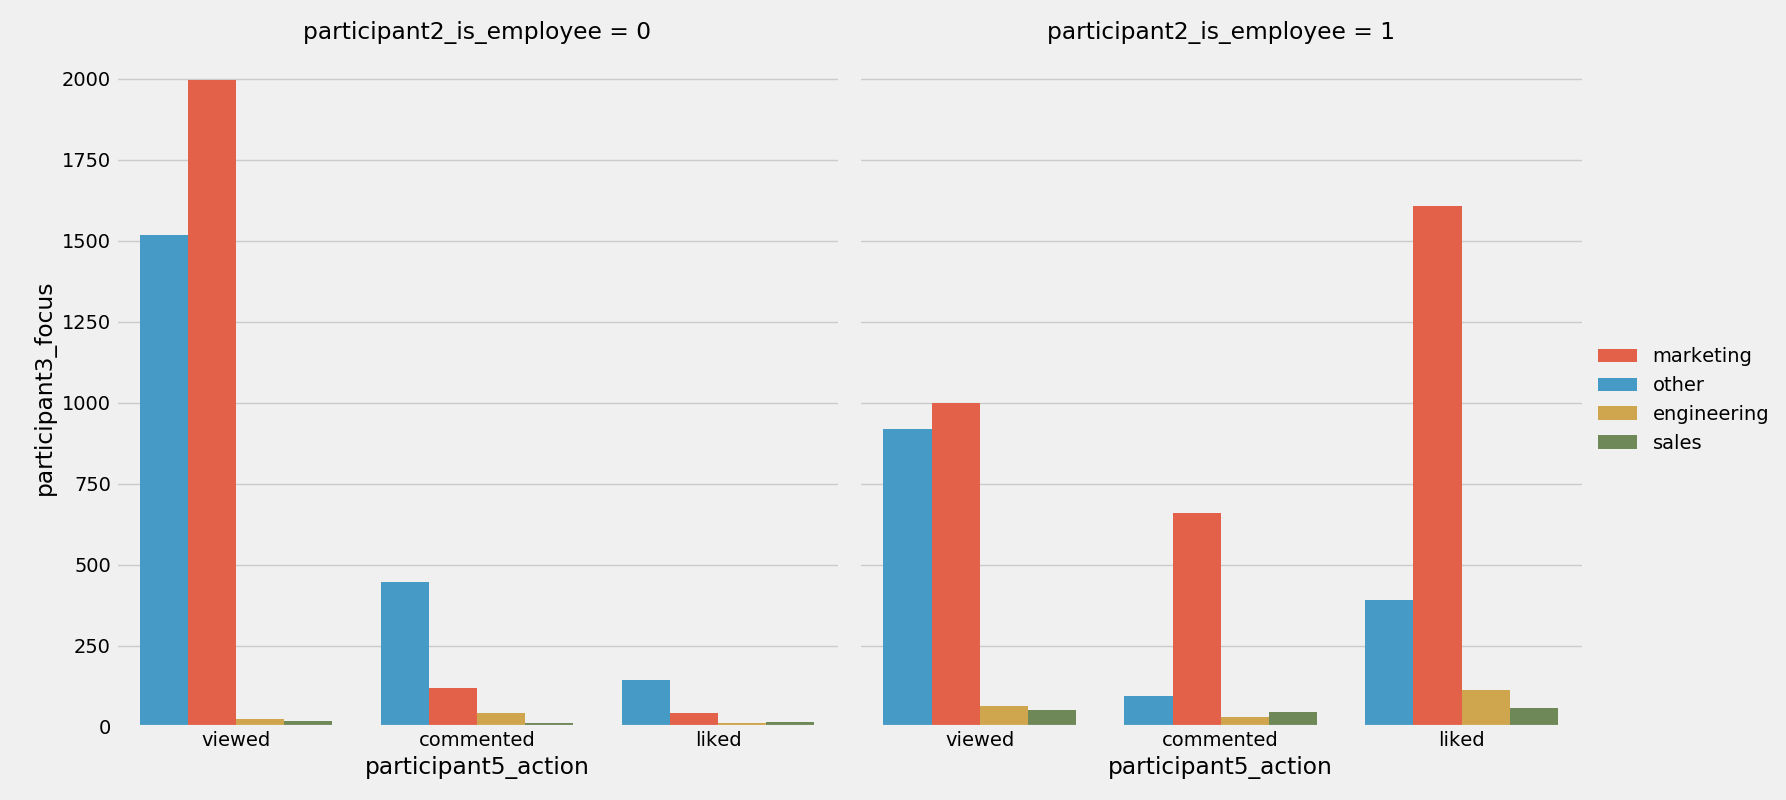 participant2_is_employee = 0
participant2_is_employee = 1
participant3_focus
2000
1750
1500
1250
1000
750
500
250
0
viewed
commented
liked
viewed
commented
liked
participant5_action
participant5_action
marketing
other
engineering
sales